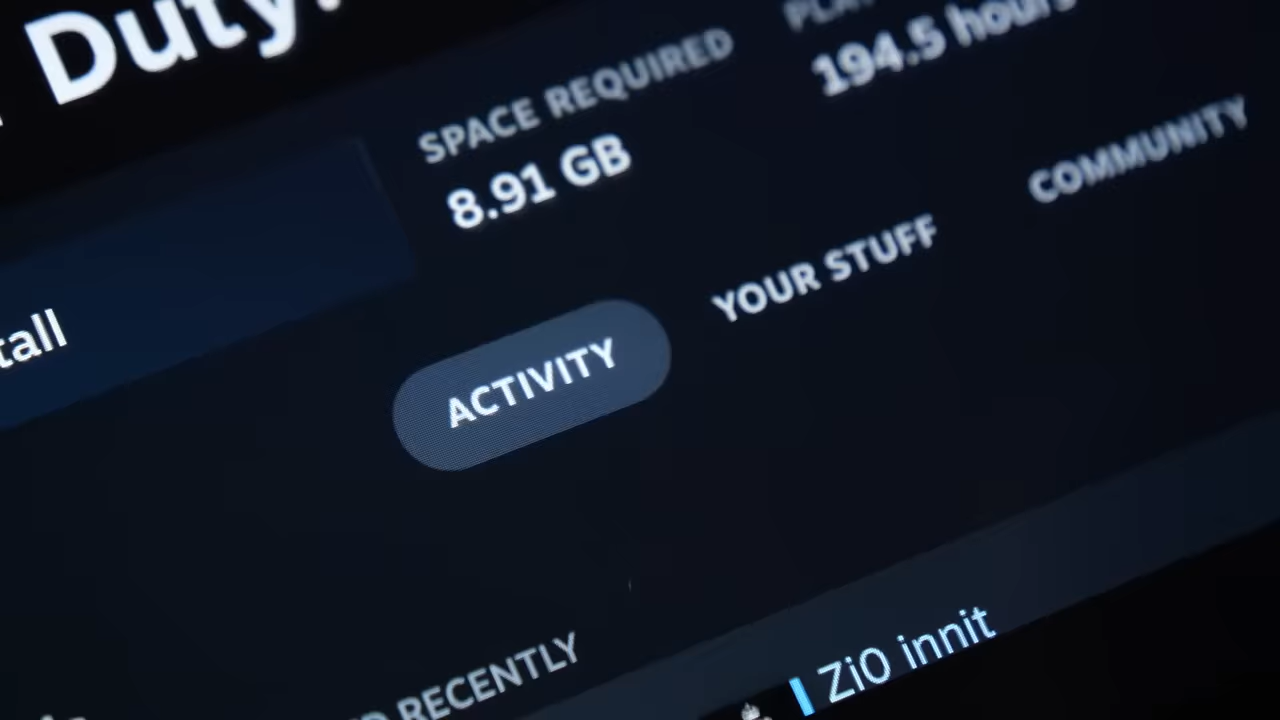 Duty:
SPACE REQUIRED
8.91 GB
194.5 hours
tall
ACTIVITY
YOUR STUFF
COMMUNITY
RECENTLY
ZiO innit